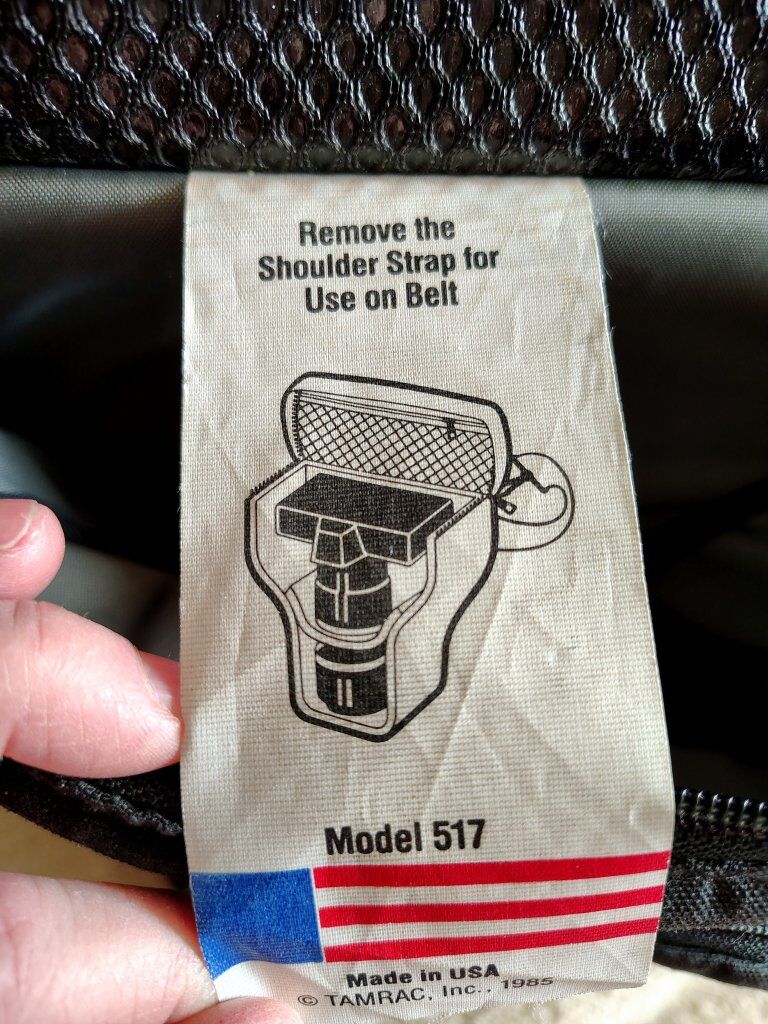 Remove the
Shoulder Strap for
Use on Belt
Model 517
Made in USA
© TAMRAC, Inc., 1985